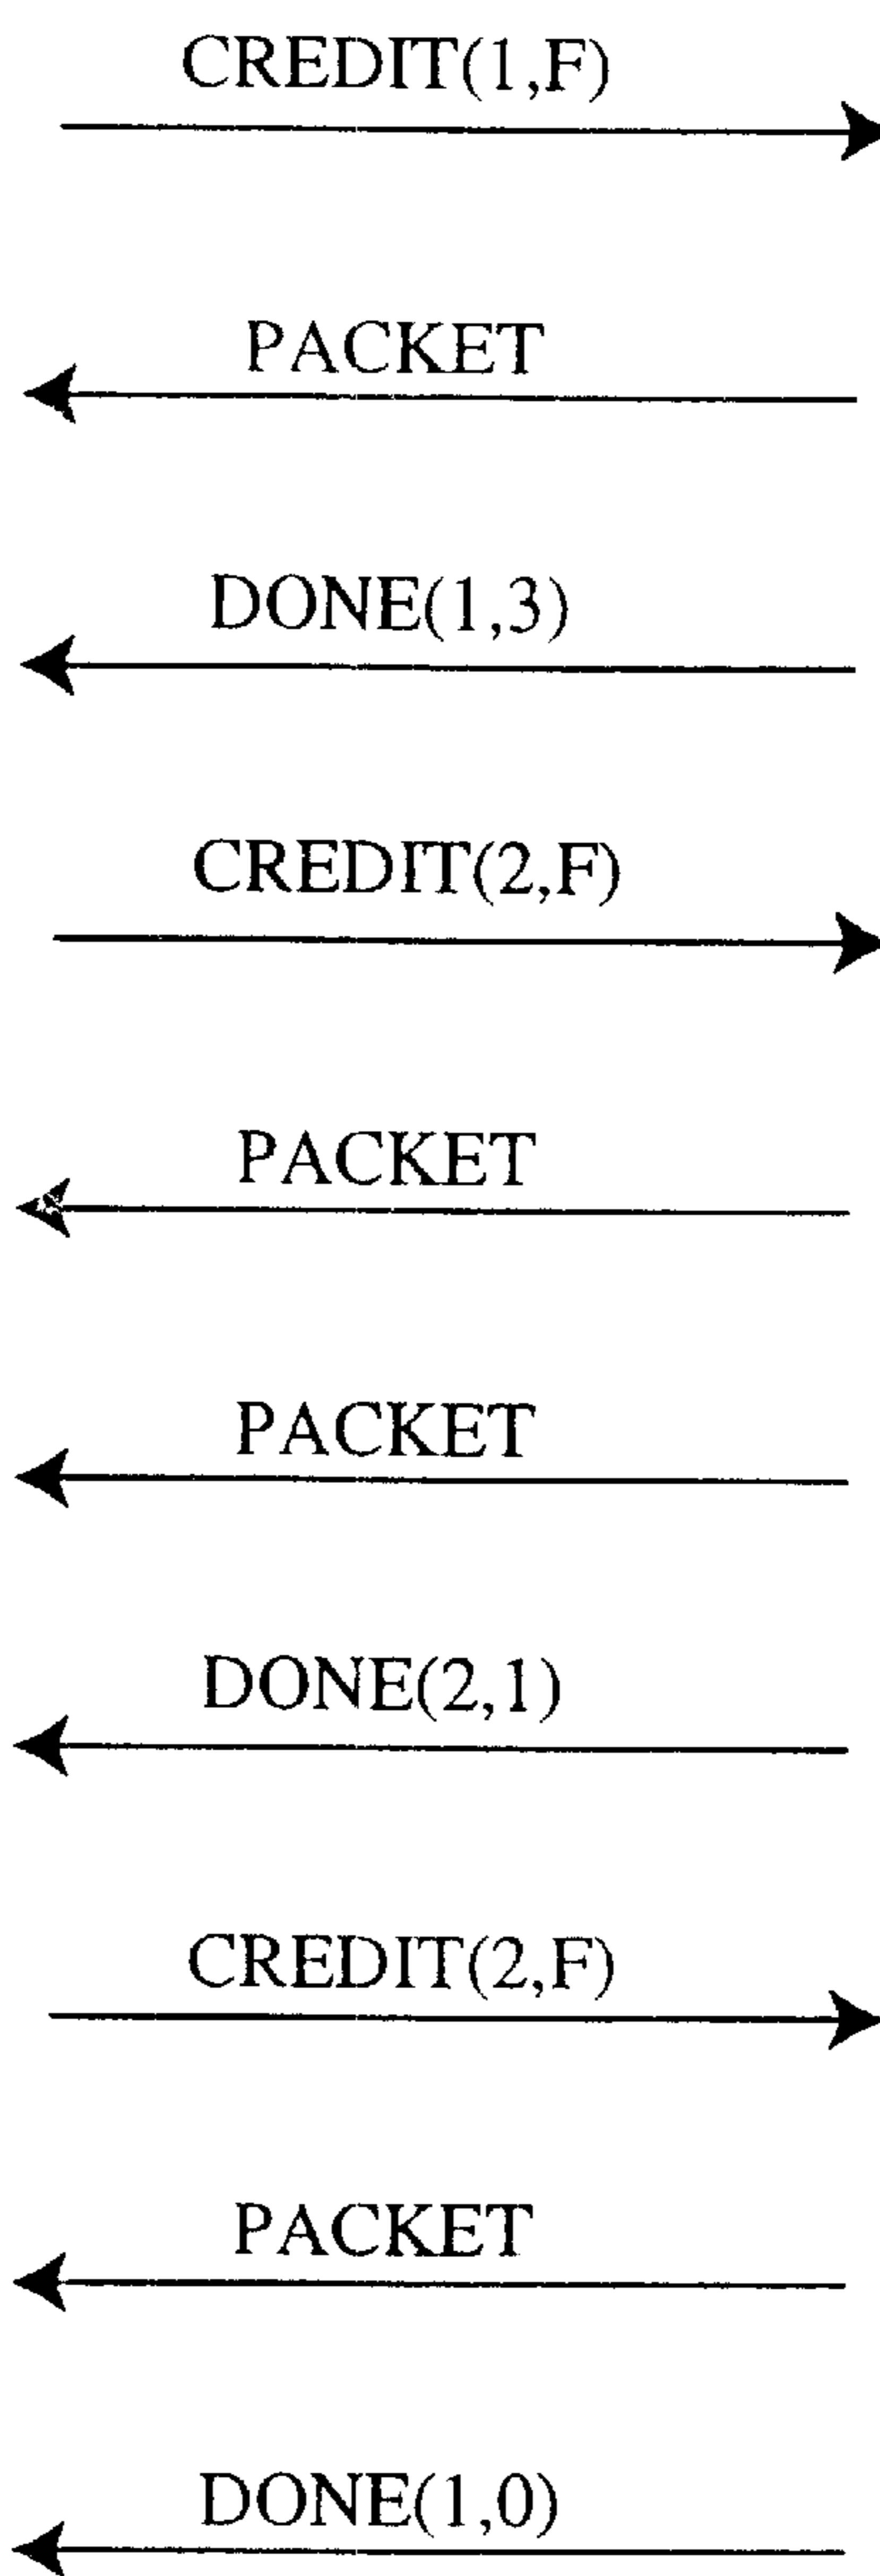 CREDIT(1,F)
PACKET
DONE(1,3)
CREDIT(2,F)
PACKET
PACKET
DONE(2,1)
CREDIT(2,F)
PACKET
DONE(1,0)